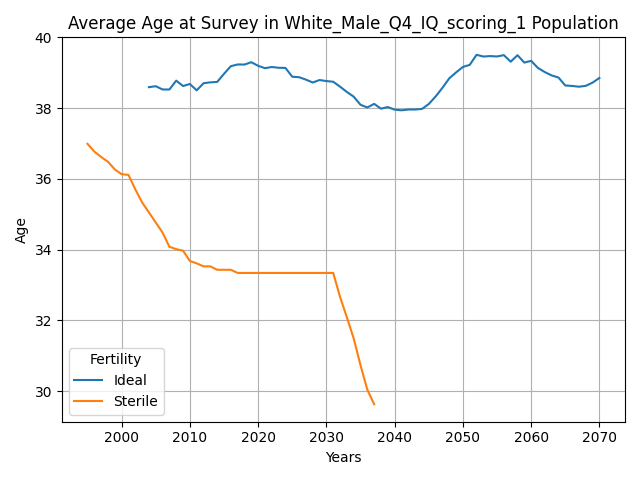 Average Age at Survey in White_Male_Q4_IQ_scoring_1 Population
40
38
36
34
32
30
Age
Fertility
Ideal
Sterile
2000 2010 2020 2030 2040 2050 2060 2070
Years